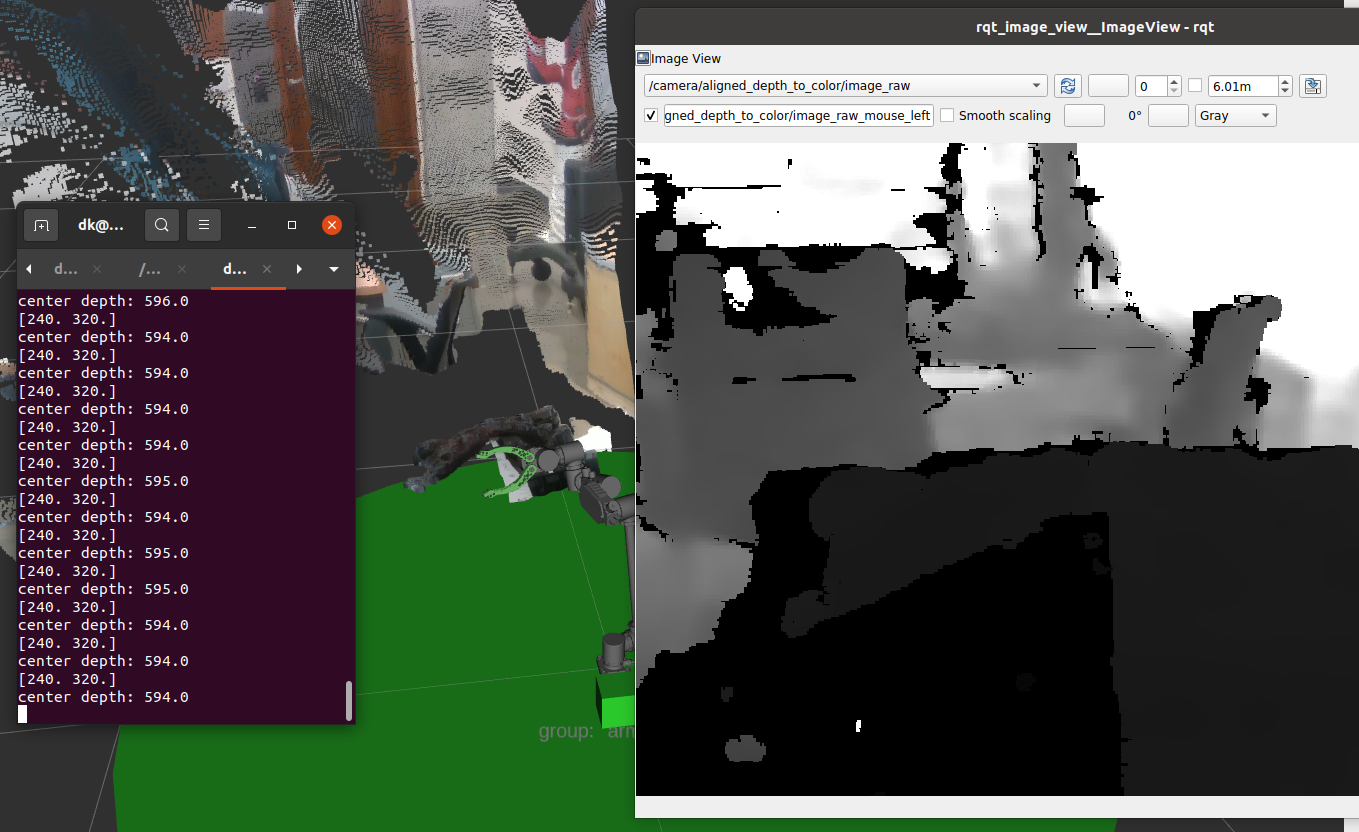 rqt_image_view__ImageView - rqt
Image View
/camera/aligned_depth_to_color/image_raw
0
6.01m
gned_depth_to_color/image_raw_mouse_left
Smooth scaling
0°
Gray
dk@...
d...
/...
d...
center depth: 596.0
[240. 320.]
center depth: 594.0
[240. 320.]
center depth: 594.0
[240. 320.]
center depth: 594.0
[240. 320.]
center depth: 594.0
[240. 320.]
center depth: 595.0
[240. 320.]
center depth: 594.0
[240. 320.]
center depth: 595.0
[240. 320.]
center depth: 595.0
[240. 320.]
center depth: 594.0
[240. 320.]
center depth: 594.0
[240. 320.]
center depth: 594.0
group: arm